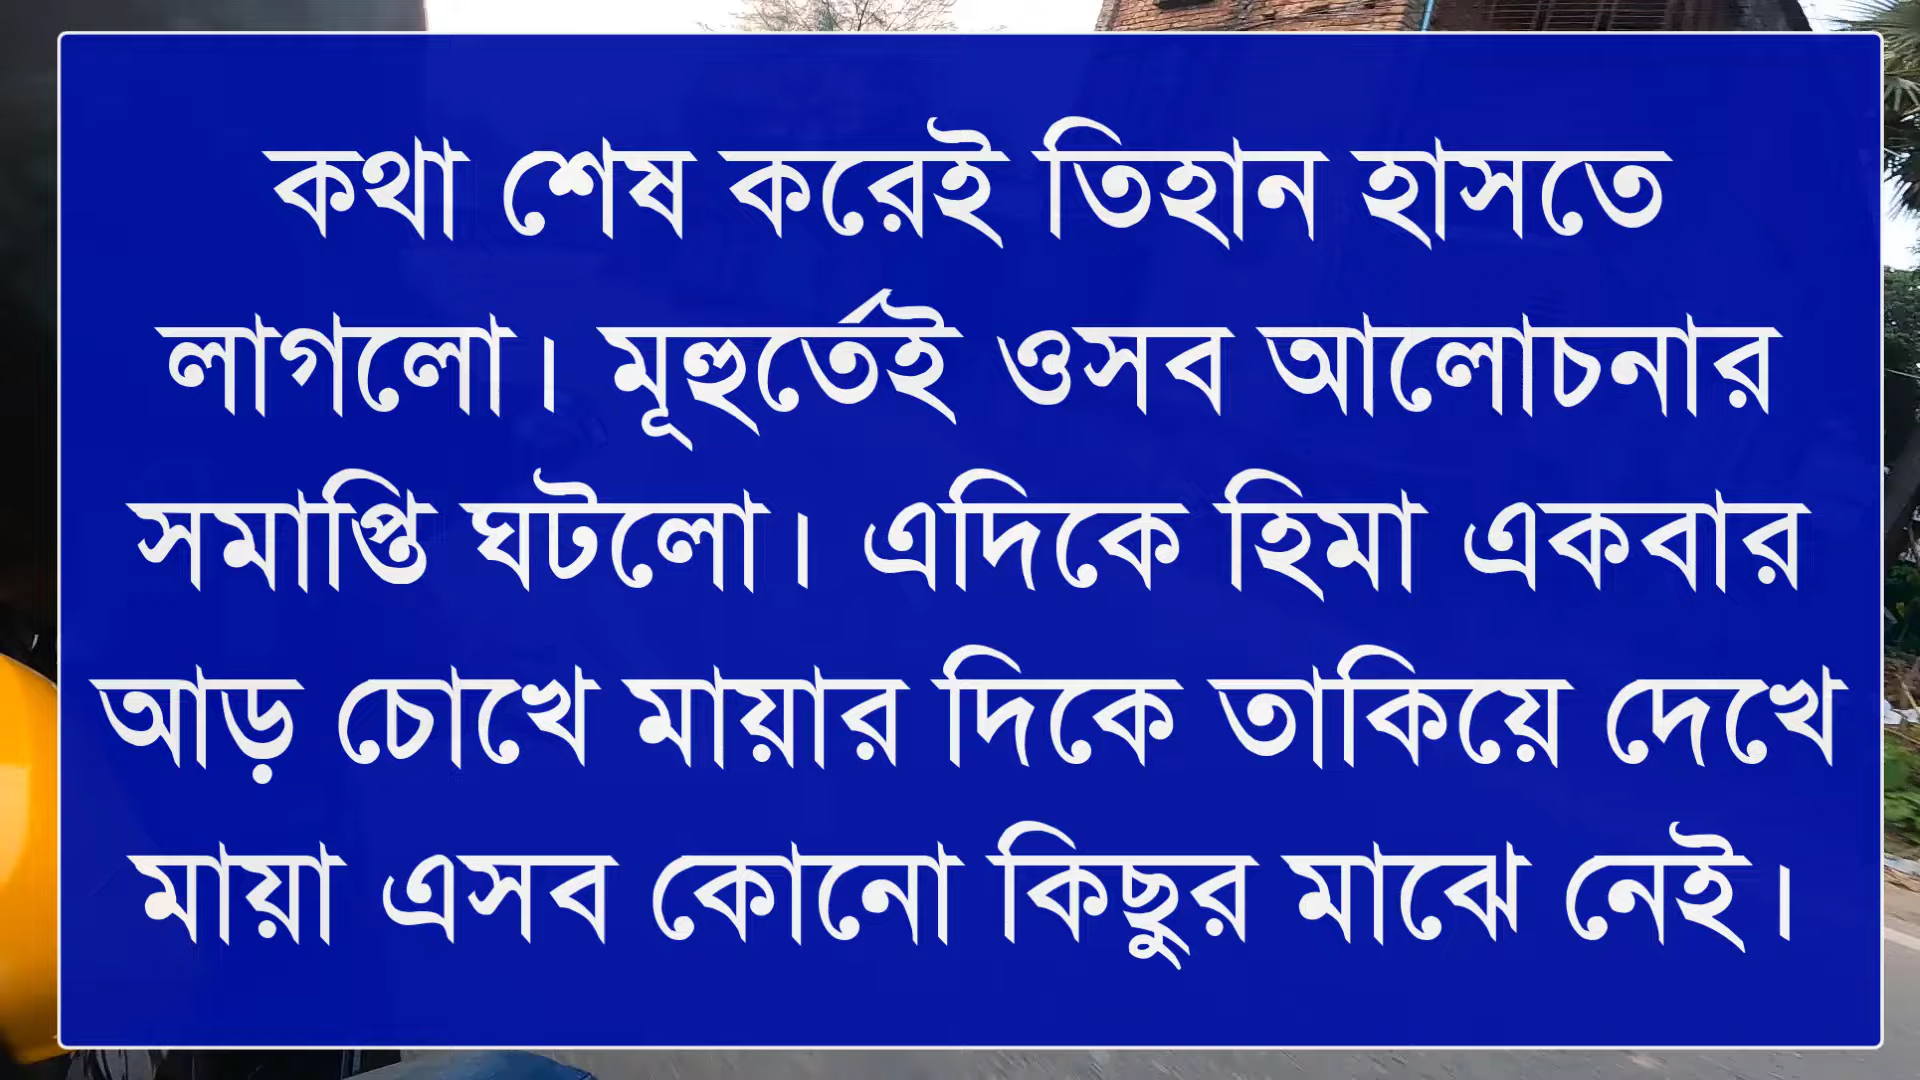 কথা শেষ করেই তিহান হাসতে
লাগলো। মূহুর্তেই ওসব আলোচনার
সমাপ্তি ঘটলো। এদিকে হিমা একবার
আড় চোখে মায়ার দিকে তাকিয়ে দেখে
মায়া এসব কোনো কিছুর মাঝে নেই।